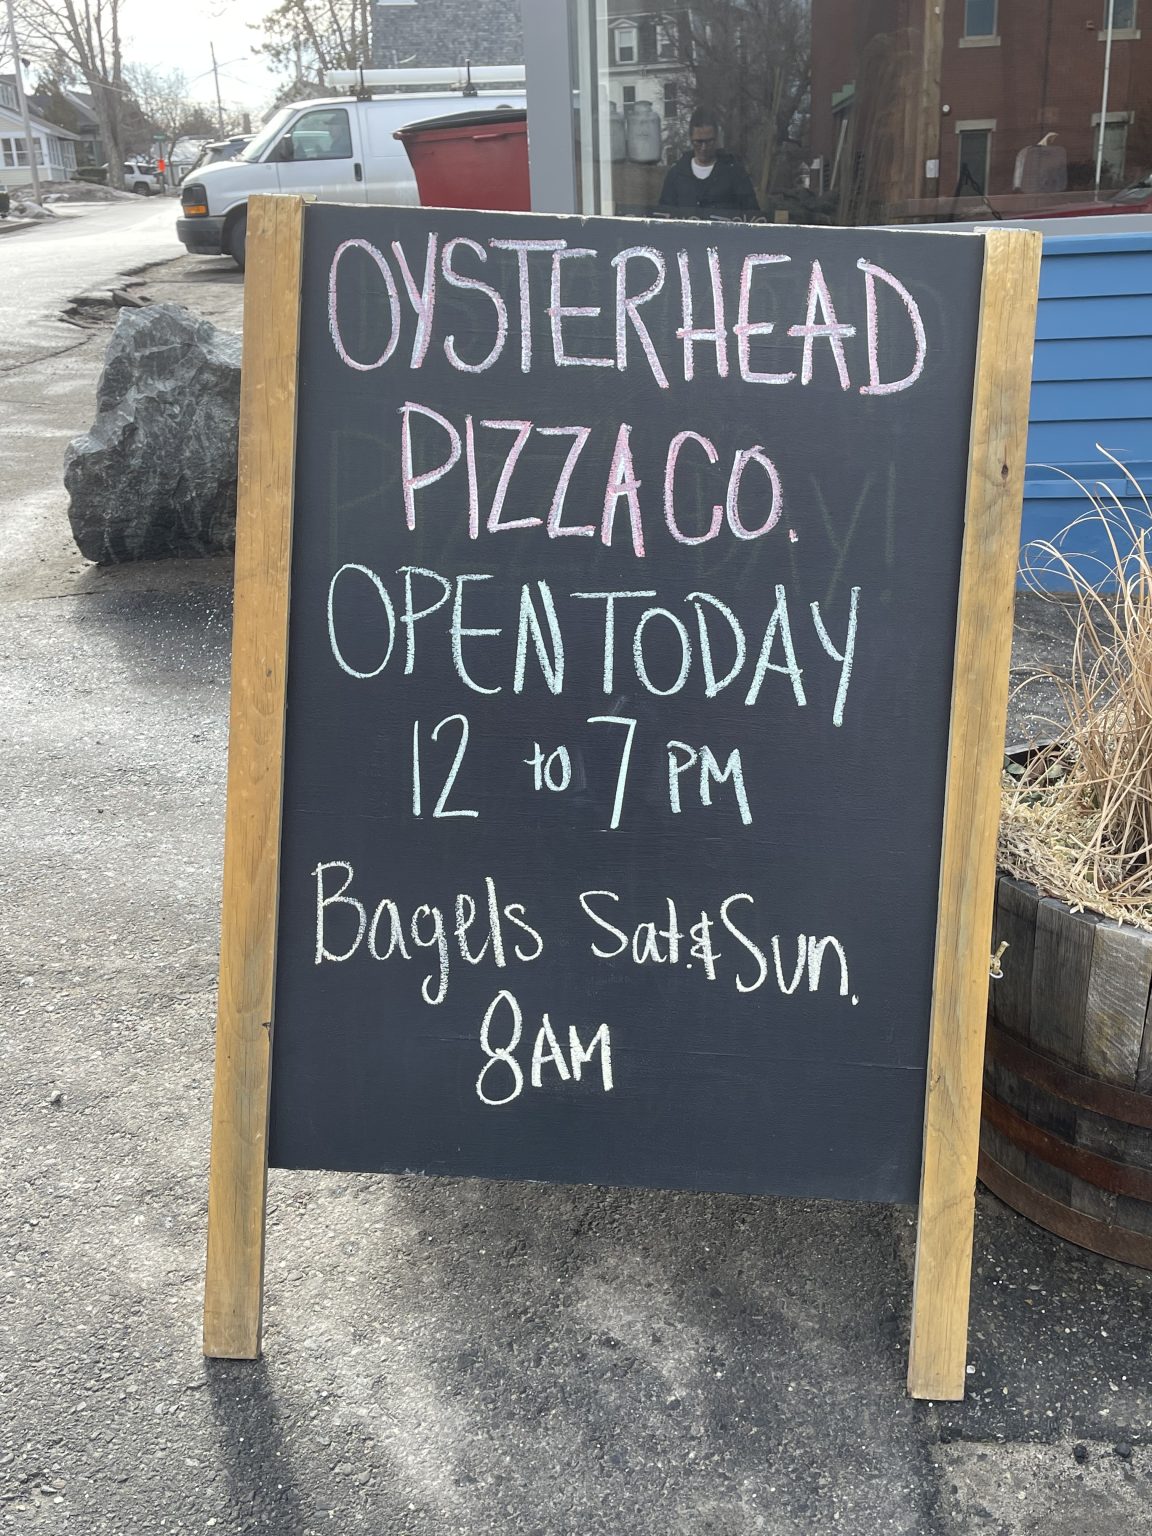 OYSTERHEAD
PIZZA CO.
OPEN TODAY
12 to 7 PM
Bagels Sat. & Sun.
8AM